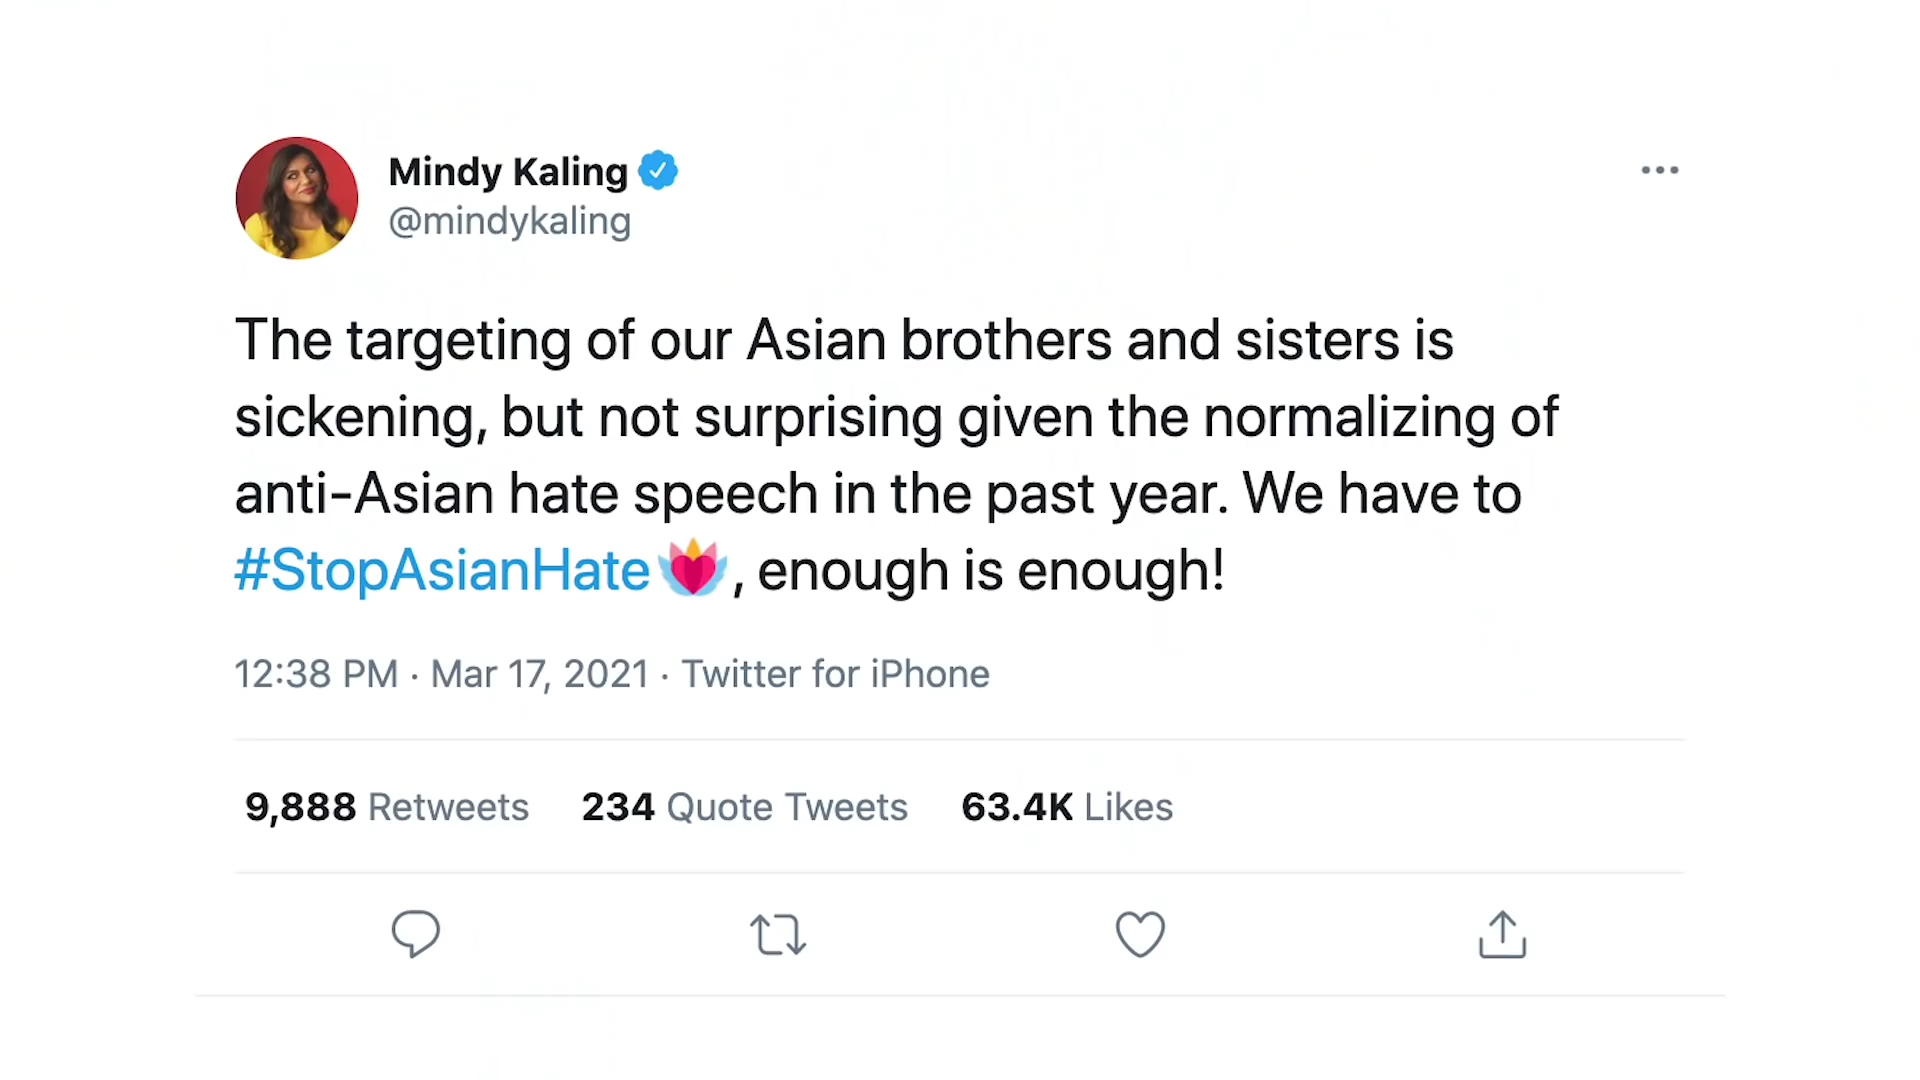 Mindy Kaling
@mindykaling
The targeting of our Asian brothers and sisters is
sickening, but not surprising given the normalizing of
anti-Asian hate speech in the past year. We have to
#StopAsianHate, enough is enough!
12:38 PM · Mar 17, 2021 · Twitter for iPhone
9,888 Retweets 234 Quote Tweets 63.4K Likes